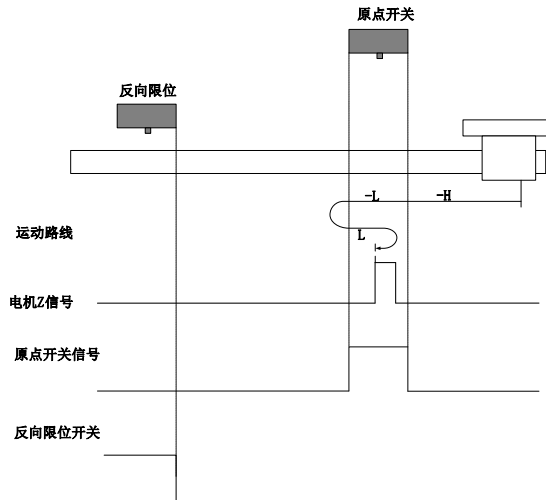 原点开关
反向限位
-L
-H
运动路线
L
电机Z信号
原点开关信号
反向限位开关